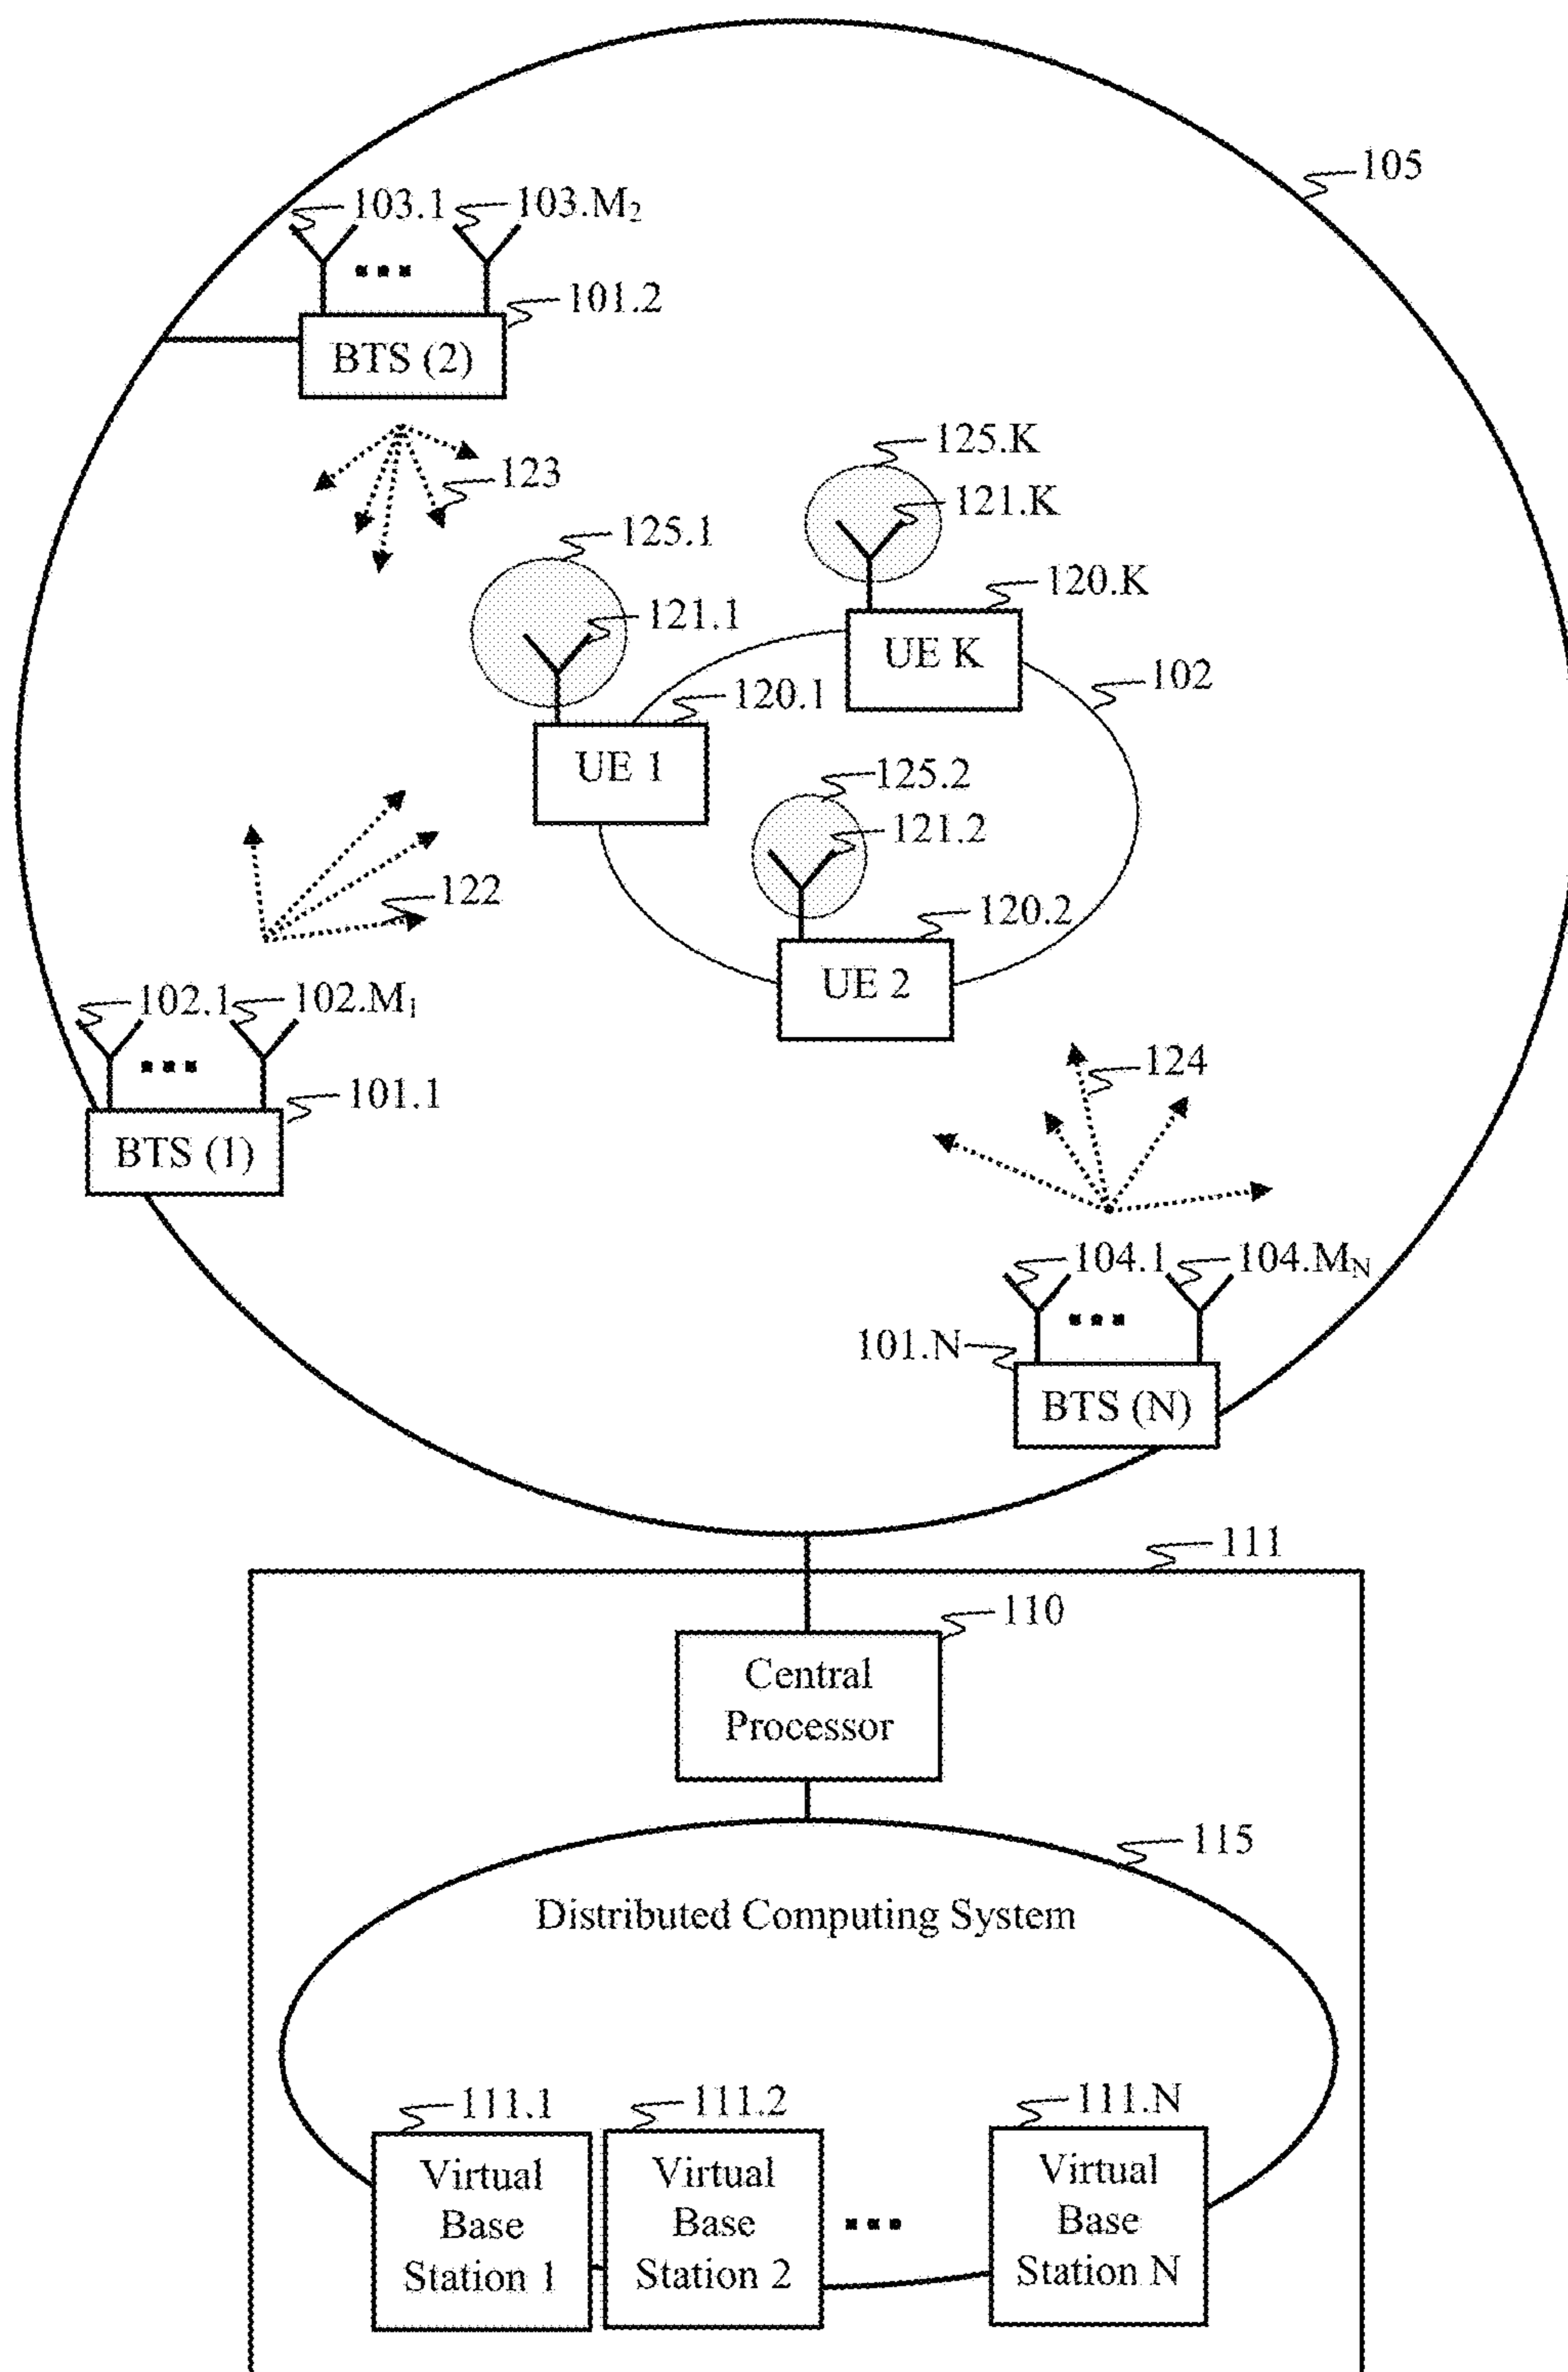 105
103.1
103.M₂
101.2
BTS (2)
123
125.K
121.K
125.1
120.K
121.1
UE K
102
120.1
UE 1
125.2
121.2
122
120.2
UE 2
102.1
102.M₁
124
101.1
BTS (1)
104.1
104.M_N
101.N
BTS (N)
111
110
Central
Processor
115
Distributed Computing System
111.1
111.2
111.N
Virtual
Base
Station 1
Virtual
Base
Station 2
Virtual
Base
Station N